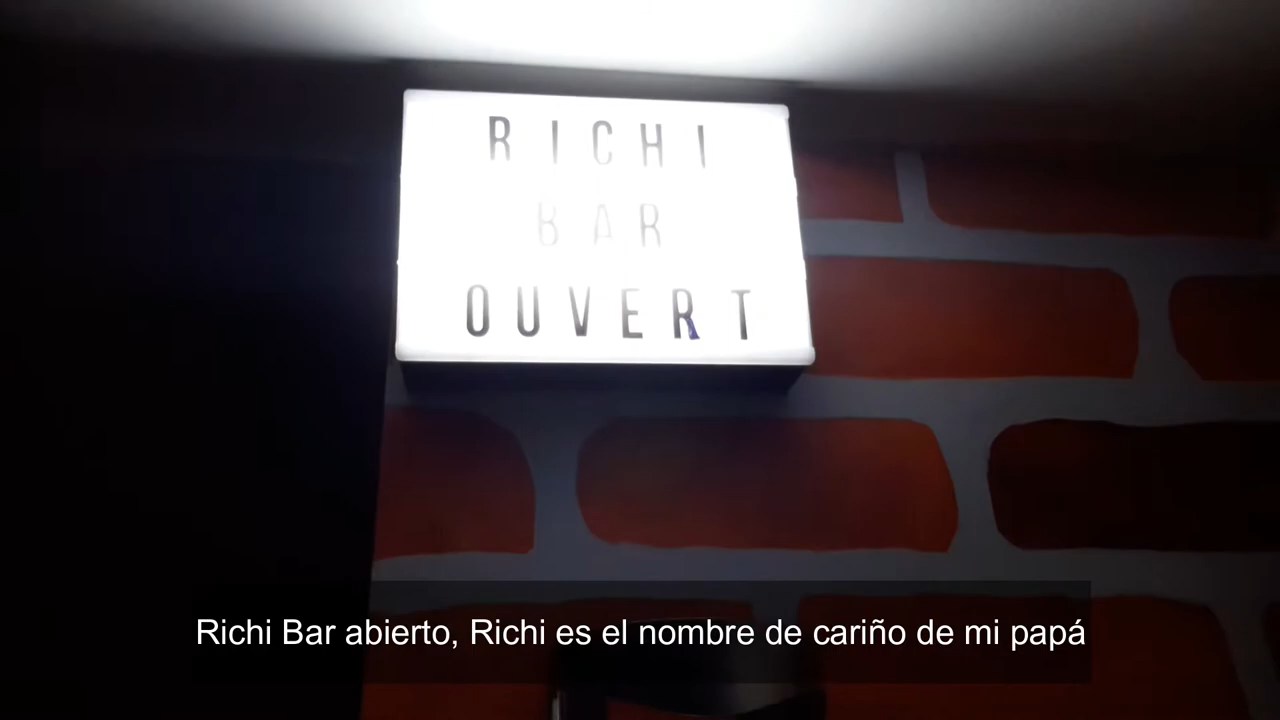 RICHI
BAR
OUVERT
Richi Bar abierto, Richi es el nombre de cariño de mi papá